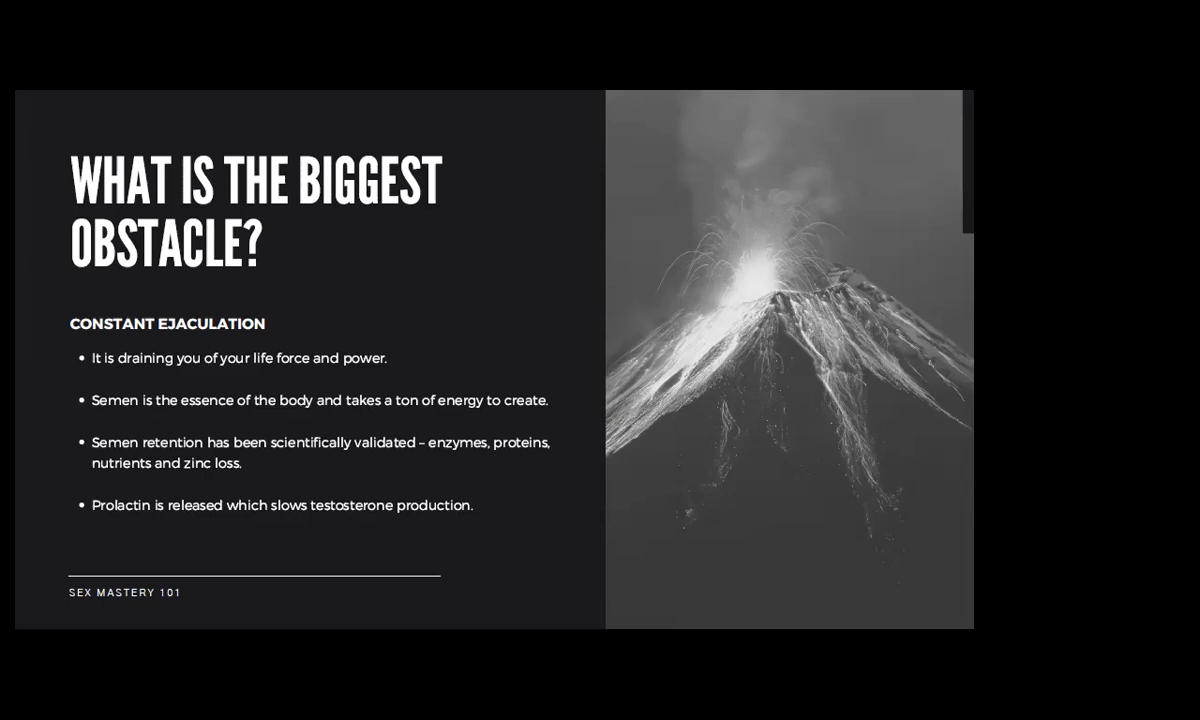 WHAT IS THE BIGGEST
OBSTACLE?
CONSTANT EJACULATION
• It is draining you of your life force and power.
• Semen is the essence of the body and takes a ton of energy to create.
• Semen retention has been scientifically validated – enzymes, proteins,
nutrients and zinc loss.
• Prolactin is released which slows testosterone production.
SEX MASTERY 101